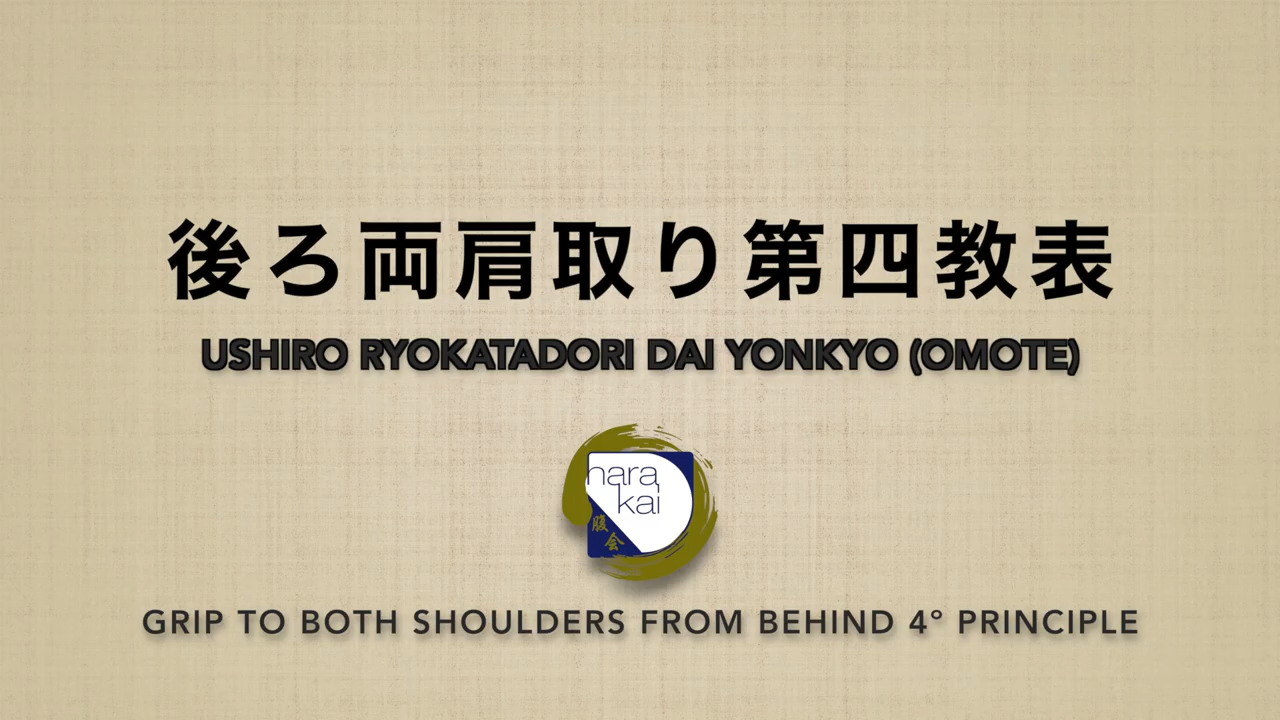 後ろ両肩取り第四教表
USHIRO RYOKATADORI DAI YONKYO (OMOTE)
hara
kai
腹
会
GRIP TO BOTH SHOULDERS FROM BEHIND 4° PRINCIPLE